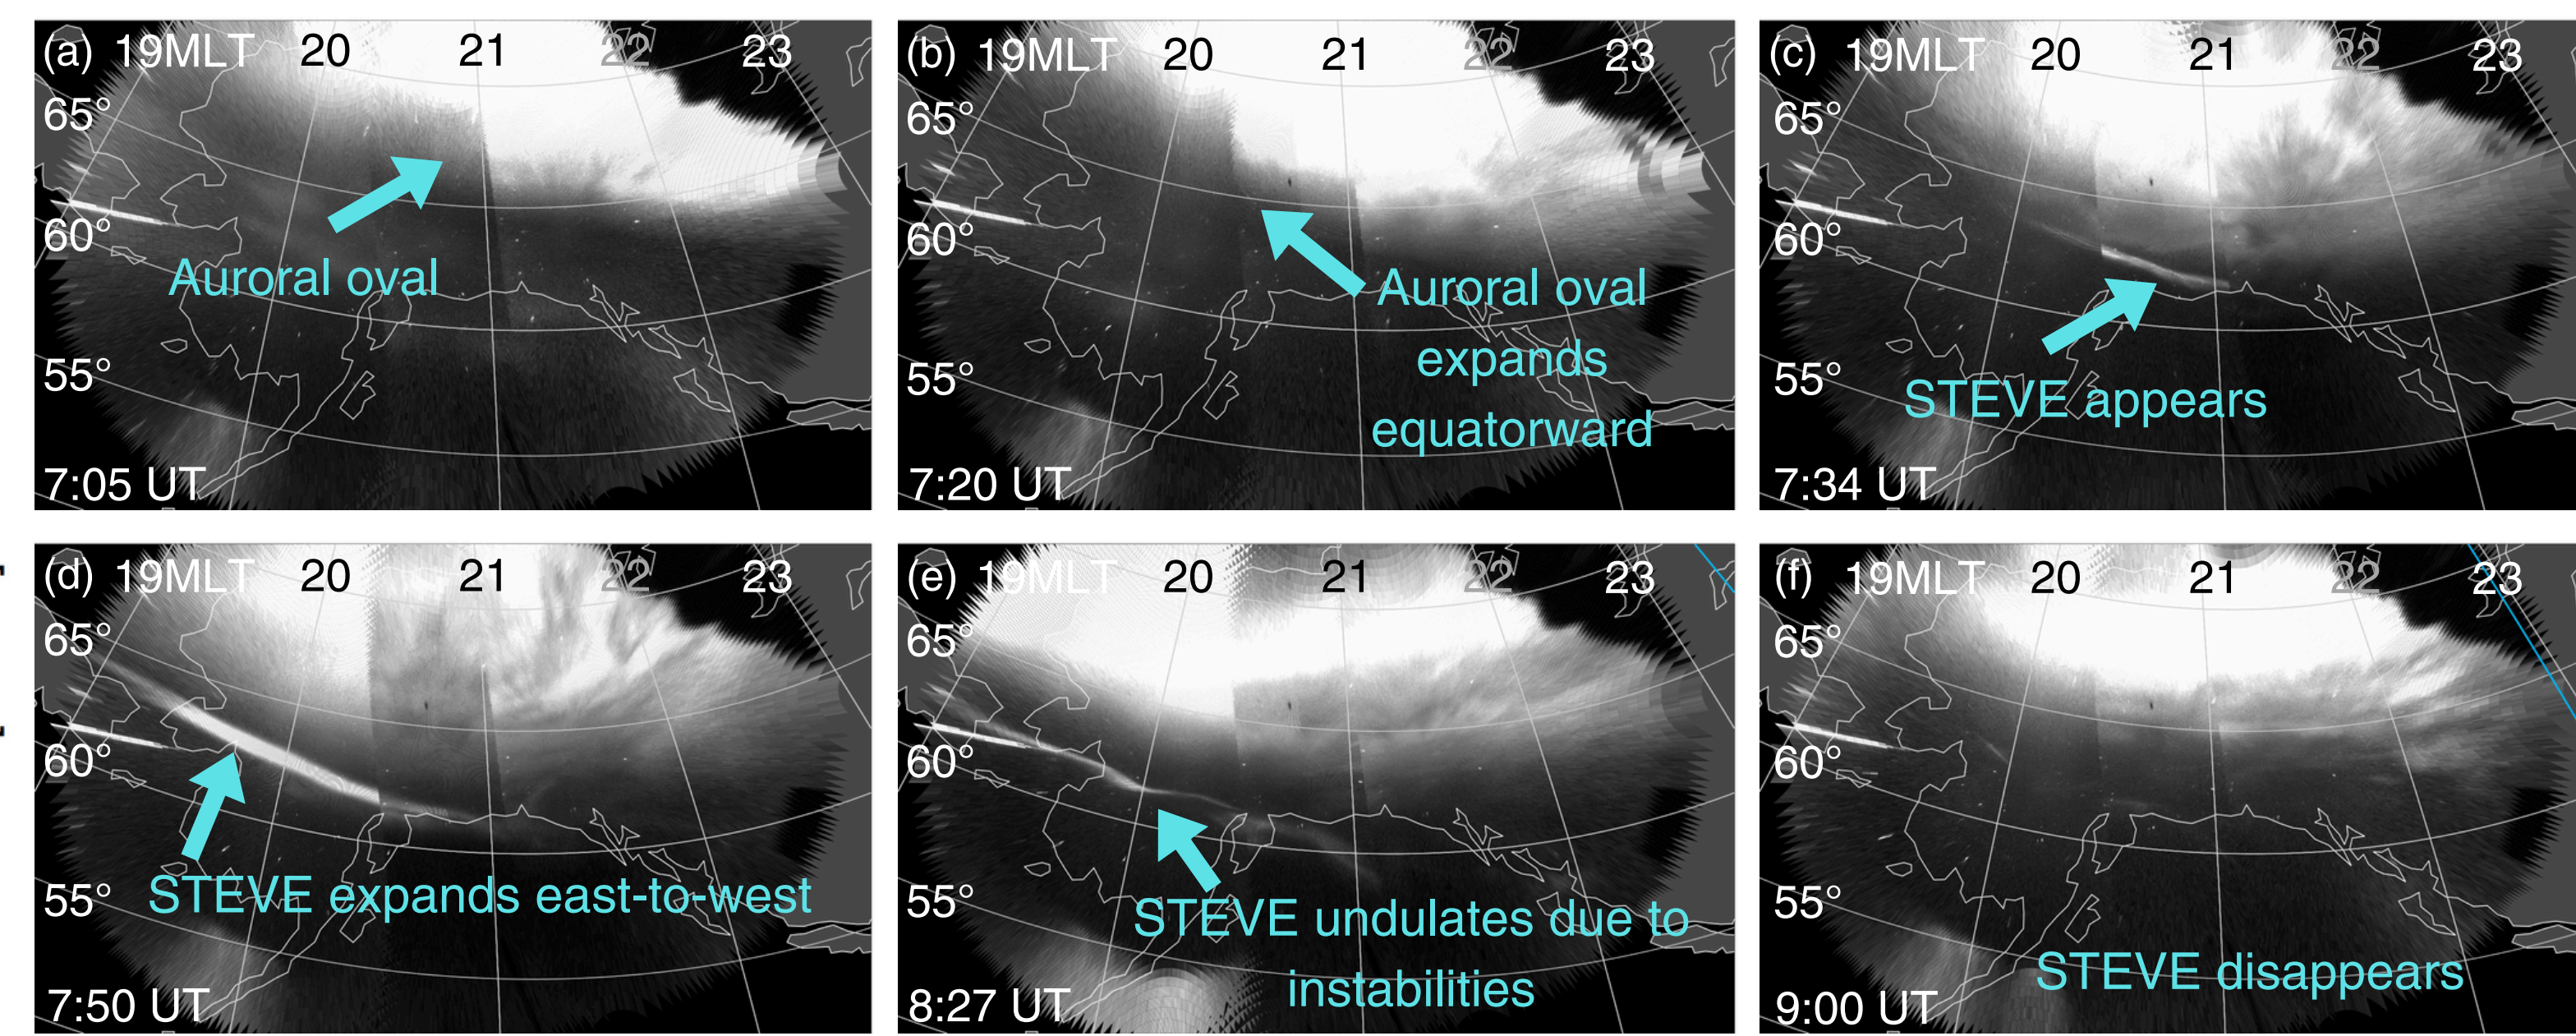 (a) 19MLT 20 21 22 23
65°
60°
Auroral oval
55°
7:05 UT
(b) 19MLT 20 21 22 23
65°
60°
Auroral oval
expands
55°
equatorward
7:20 UT
(c) 19MLT 20 21 22 23
65°
60°
55°
STEVE appears
7:34 UT
(d) 19MLT 20 21 22 23
65°
60°
55°
STEVE expands east-to-west
7:50 UT
(e) 19MLT 20 21 22 23
65°
60°
55°
STEVE undulates due to
instabilities
8:27 UT
(f) 19MLT 20 21 22 23
65°
60°
55°
STEVE disappears
9:00 UT